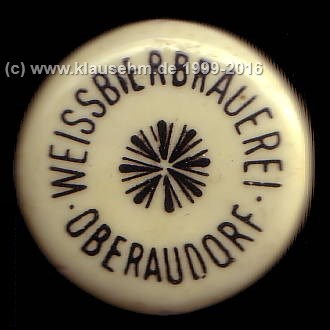 (c) www.klausehm.de 1999-2016
WEISSBIERBRAUEREI
· OBERAUDORF ·